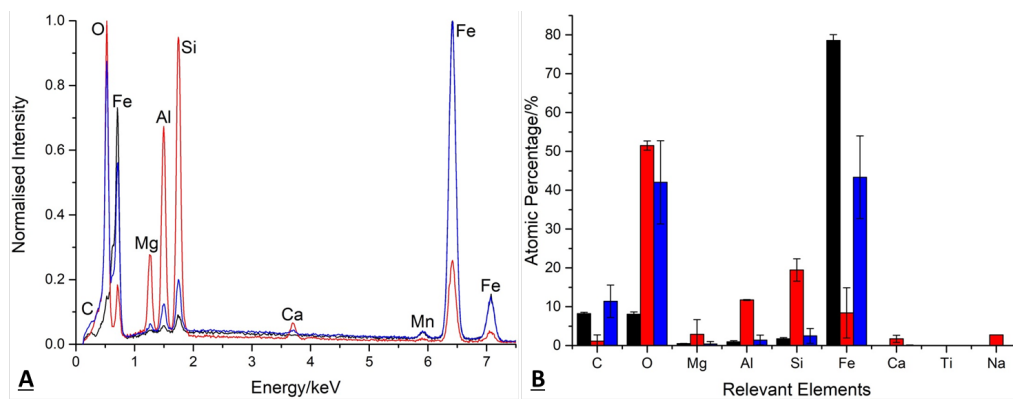 O
Fe
Mg
Al
Si
C
Ca
Mn
Fe
Fe
Normalised Intensity
1.0
0.8
0.6
0.4
0.2
0.0
0 1 2 3 4 5 6 7
Energy/keV
A
Atomic Percentage/%
80
70
60
50
40
30
20
10
0
C O Mg Al Si Fe Ca Ti Na
Relevant Elements
B